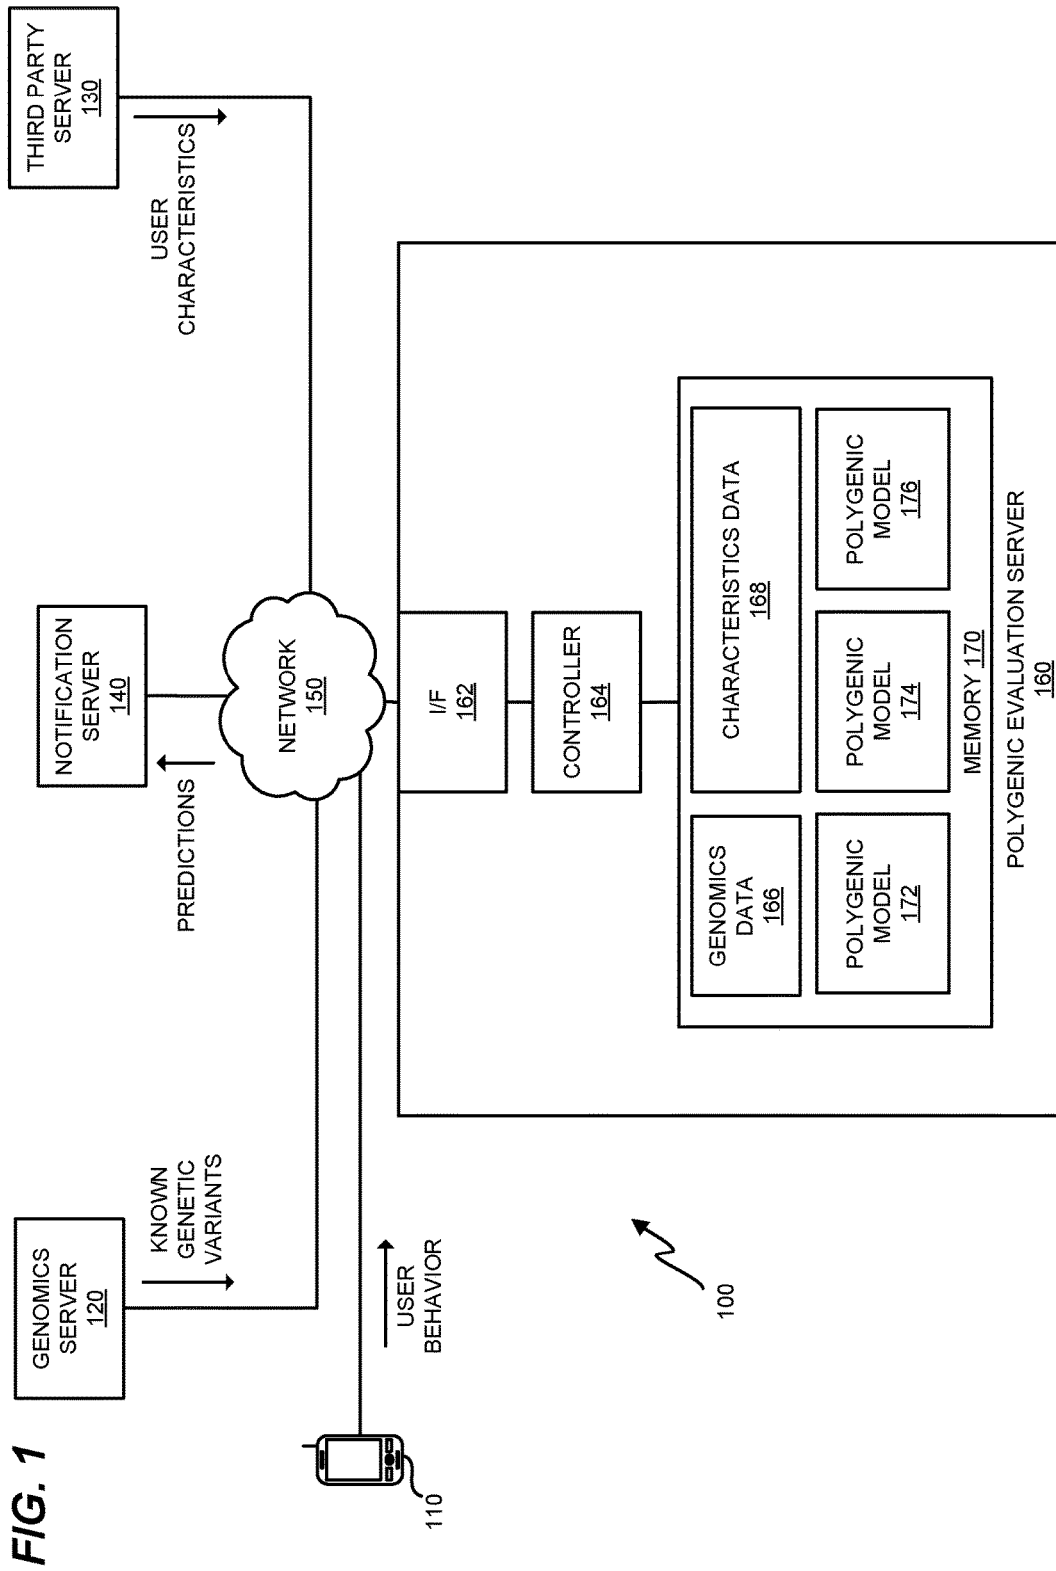 FIG. 1
GENOMICS
SERVER
120
NOTIFICATION
SERVER
140
THIRD PARTY
SERVER
130
KNOWN
GENETIC
VARIANTS
PREDICTIONS
USER
CHARACTERISTICS
NETWORK
150
110
USER
BEHAVIOR
I/F
162
CONTROLLER
164
100
GENOMICS
DATA
166
CHARACTERISTICS DATA
168
POLYGENIC
MODEL
172
POLYGENIC
MODEL
174
POLYGENIC
MODEL
176
MEMORY 170
POLYGENIC EVALUATION SERVER
160